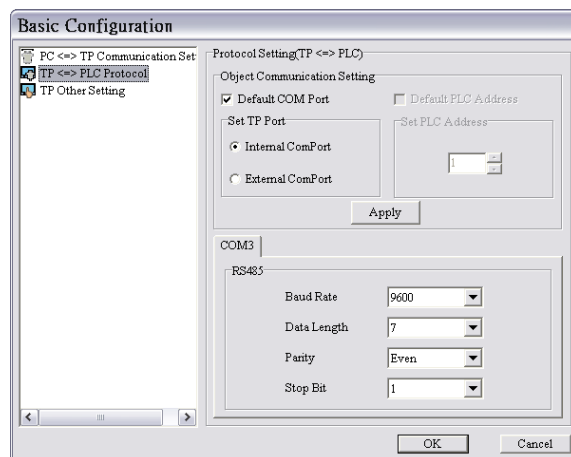 Basic Configuration
PC <=> TP Communication Set
TP <=> PLC Protocol
TP Other Setting
Protocol Setting(TP <=> PLC)
Object Communication Setting
Default COM Port
Default PLC Address
Set TP Port
Set PLC Address
Internal ComPort
1
External ComPort
Apply
COM3
RS485
Baud Rate 9600
Data Length 7
Parity Even
Stop Bit 1
OK Cancel